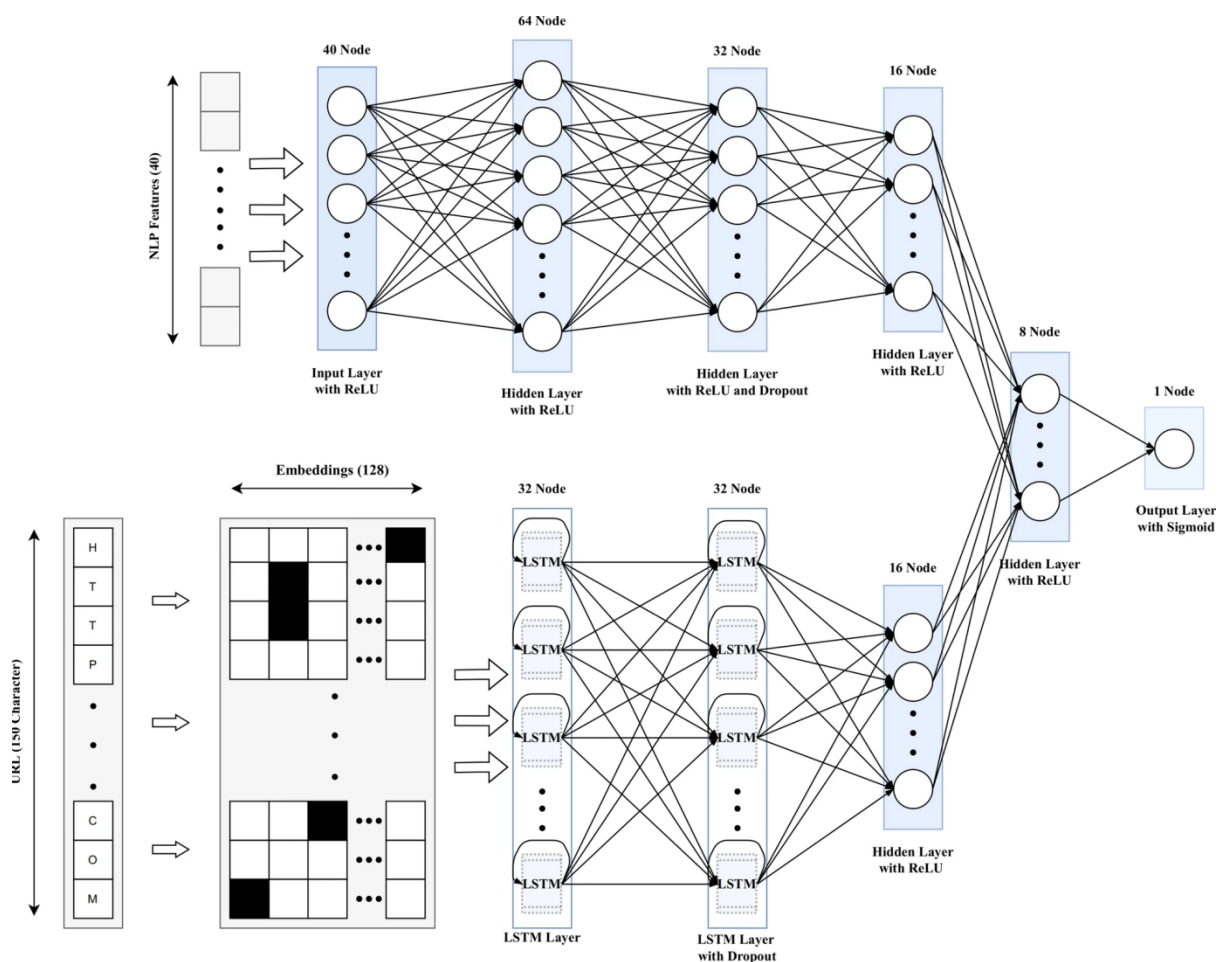 64 Node
40 Node
32 Node
16 Node
NLP Features (40)
Input Layer
with ReLU
Hidden Layer
with ReLU
Hidden Layer
with ReLU and Dropout
Hidden Layer
with ReLU
8 Node
1 Node
Hidden Layer
with ReLU
Output Layer
with Sigmoid
Embeddings (128)
32 Node
32 Node
16 Node
URL (150 Character)
H
T
T
P
C
O
M
LSTM
LSTM
LSTM
LSTM
LSTM
LSTM
LSTM
LSTM
Hidden Layer
with ReLU
LSTM Layer
LSTM Layer
with Dropout